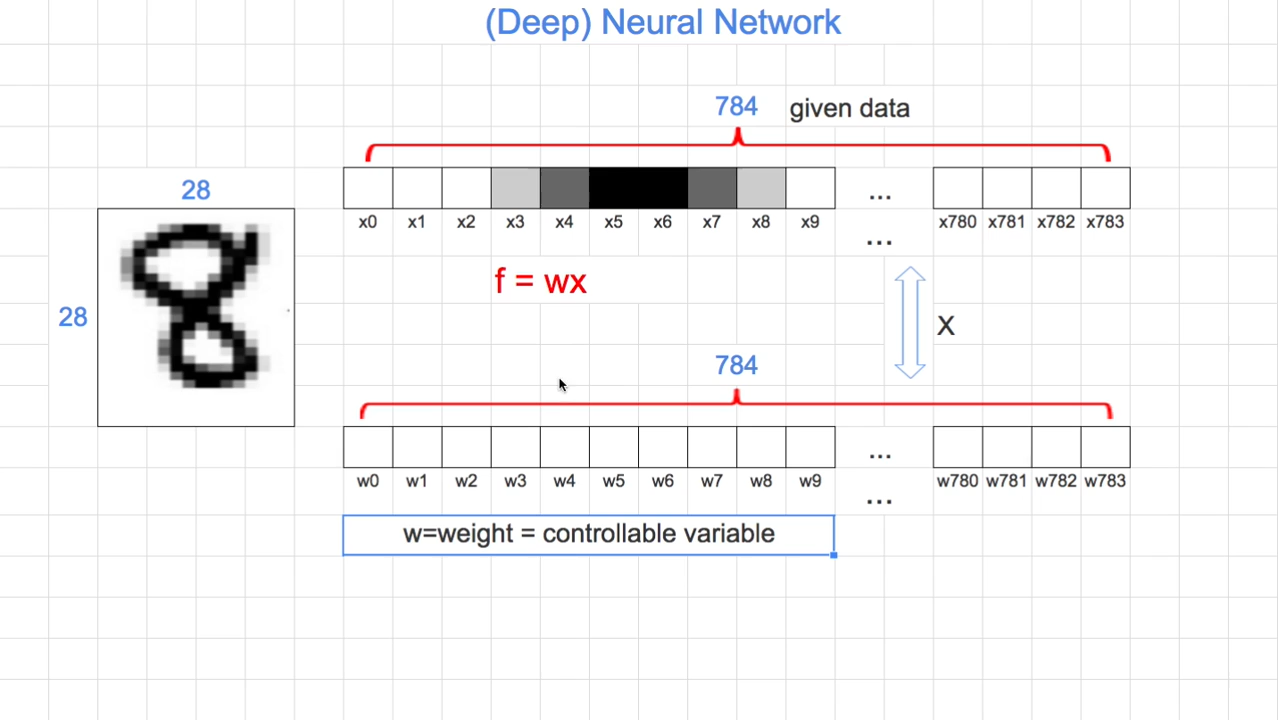 (Deep) Neural Network
784 given data
28
x0 x1 x2 x3 x4 x5 x6 x7 x8 x9 ... x780 x781 x782 x783
...
f = wx
28
X
784
...
w0 w1 w2 w3 w4 w5 w6 w7 w8 w9 w780 w781 w782 w783
...
w=weight = controllable variable